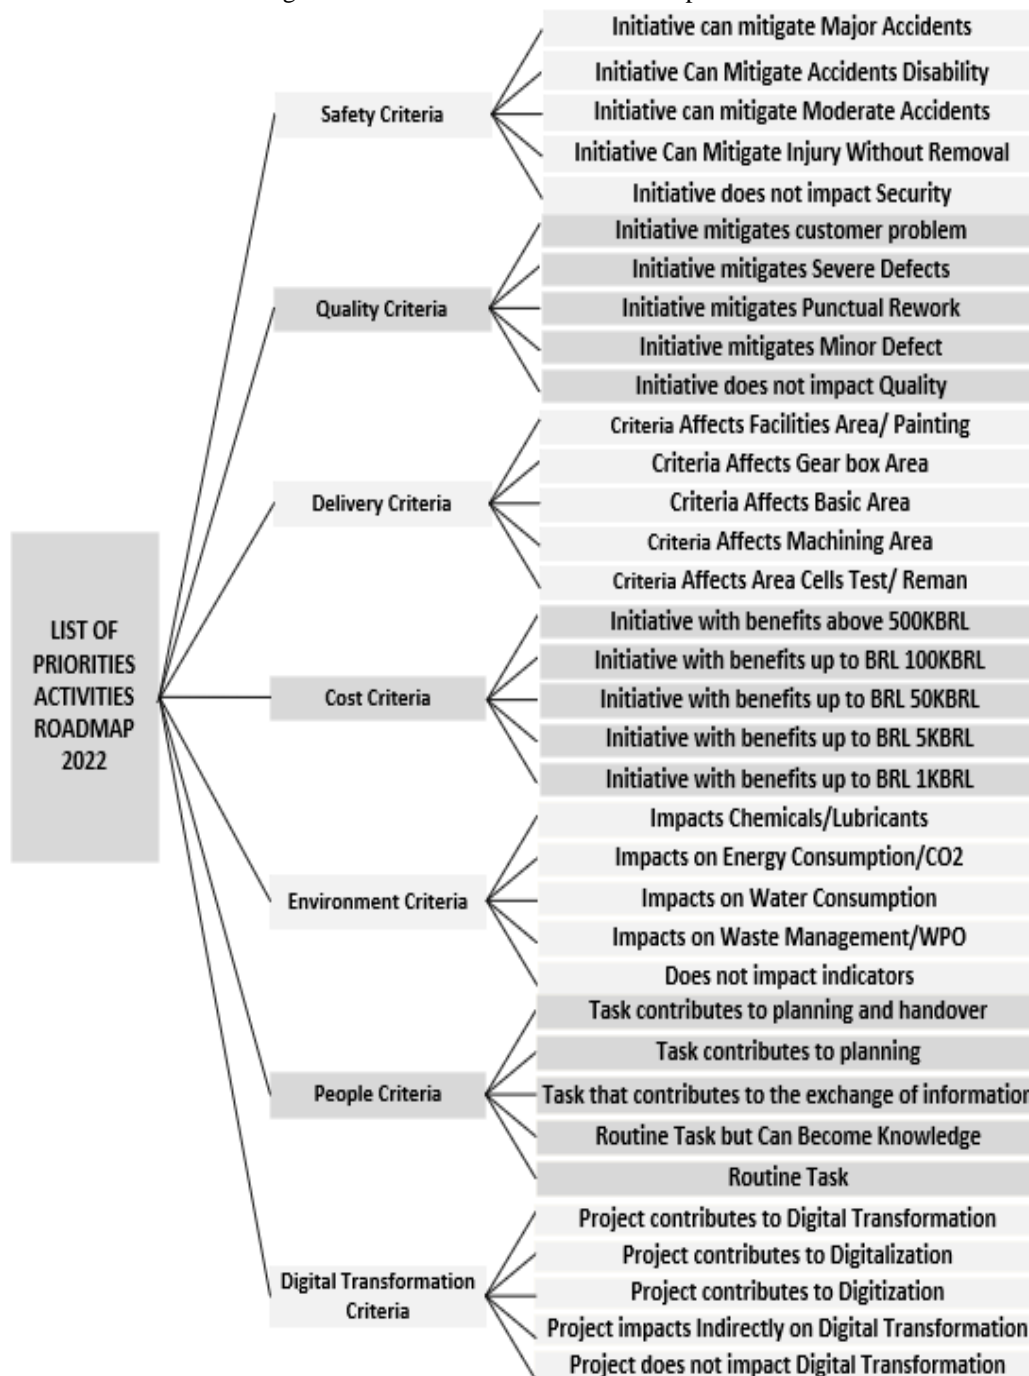 Initiative can mitigate Major Accidents
Initiative Can Mitigate Accidents Disability
Safety Criteria
Initiative can mitigate Moderate Accidents
Initiative Can Mitigate Injury Without Removal
Initiative does not impact Security
Initiative mitigates customer problem
Initiative mitigates Severe Defects
Quality Criteria
Initiative mitigates Punctual Rework
Initiative mitigates Minor Defect
Initiative does not impact Quality
Criteria Affects Facilities Area/ Painting
Criteria Affects Gear box Area
Delivery Criteria
Criteria Affects Basic Area
Criteria Affects Machining Area
Criteria Affects Area Cells Test/ Reman
LIST OF
PRIORITIES
ACTIVITIES
ROADMAP
2022
Initiative with benefits above 500KBRL
Initiative with benefits up to BRL 100KBRL
Cost Criteria
Initiative with benefits up to BRL 50KBRL
Initiative with benefits up to BRL 5KBRL
Initiative with benefits up to BRL 1KBRL
Impacts Chemicals/Lubricants
Impacts on Energy Consumption/CO2
Environment Criteria
Impacts on Water Consumption
Impacts on Waste Management/WPO
Does not impact indicators
Task contributes to planning and handover
Task contributes to planning
People Criteria
Task that contributes to the exchange of information
Routine Task but Can Become Knowledge
Routine Task
Project contributes to Digital Transformation
Project contributes to Digitalization
Digital Transformation
Criteria
Project contributes to Digitization
Project impacts Indirectly on Digital Transformation
Project does not impact Digital Transformation